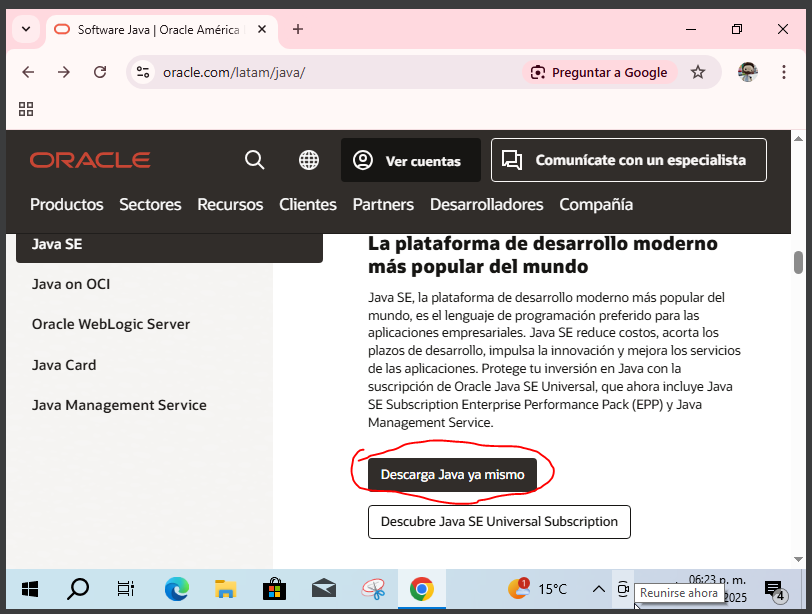 Software Java | Oracle América
oracle.com/latam/java/
Preguntar a Google
ORACLE
Ver cuentas
Comunícate con un especialista
Productos Sectores Recursos Clientes Partners Desarrolladores Compañía
Java SE
Java on OCI
Oracle WebLogic Server
Java Card
Java Management Service
La plataforma de desarrollo moderno
más popular del mundo
Java SE, la plataforma de desarrollo moderno más popular del
mundo, es el lenguaje de programación preferido para las
aplicaciones empresariales. Java SE reduce costos, acorta los
plazos de desarrollo, impulsa la innovación y mejora los servicios
de las aplicaciones. Protege tu inversión en Java con la
suscripción de Oracle Java SE Universal, que ahora incluye Java
SE Subscription Enterprise Performance Pack (EPP) y Java
Management Service.
Descarga Java ya mismo
Descubre Java SE Universal Subscription
1
15°C
06:23 p. m.
2025
Reunirse ahora
4